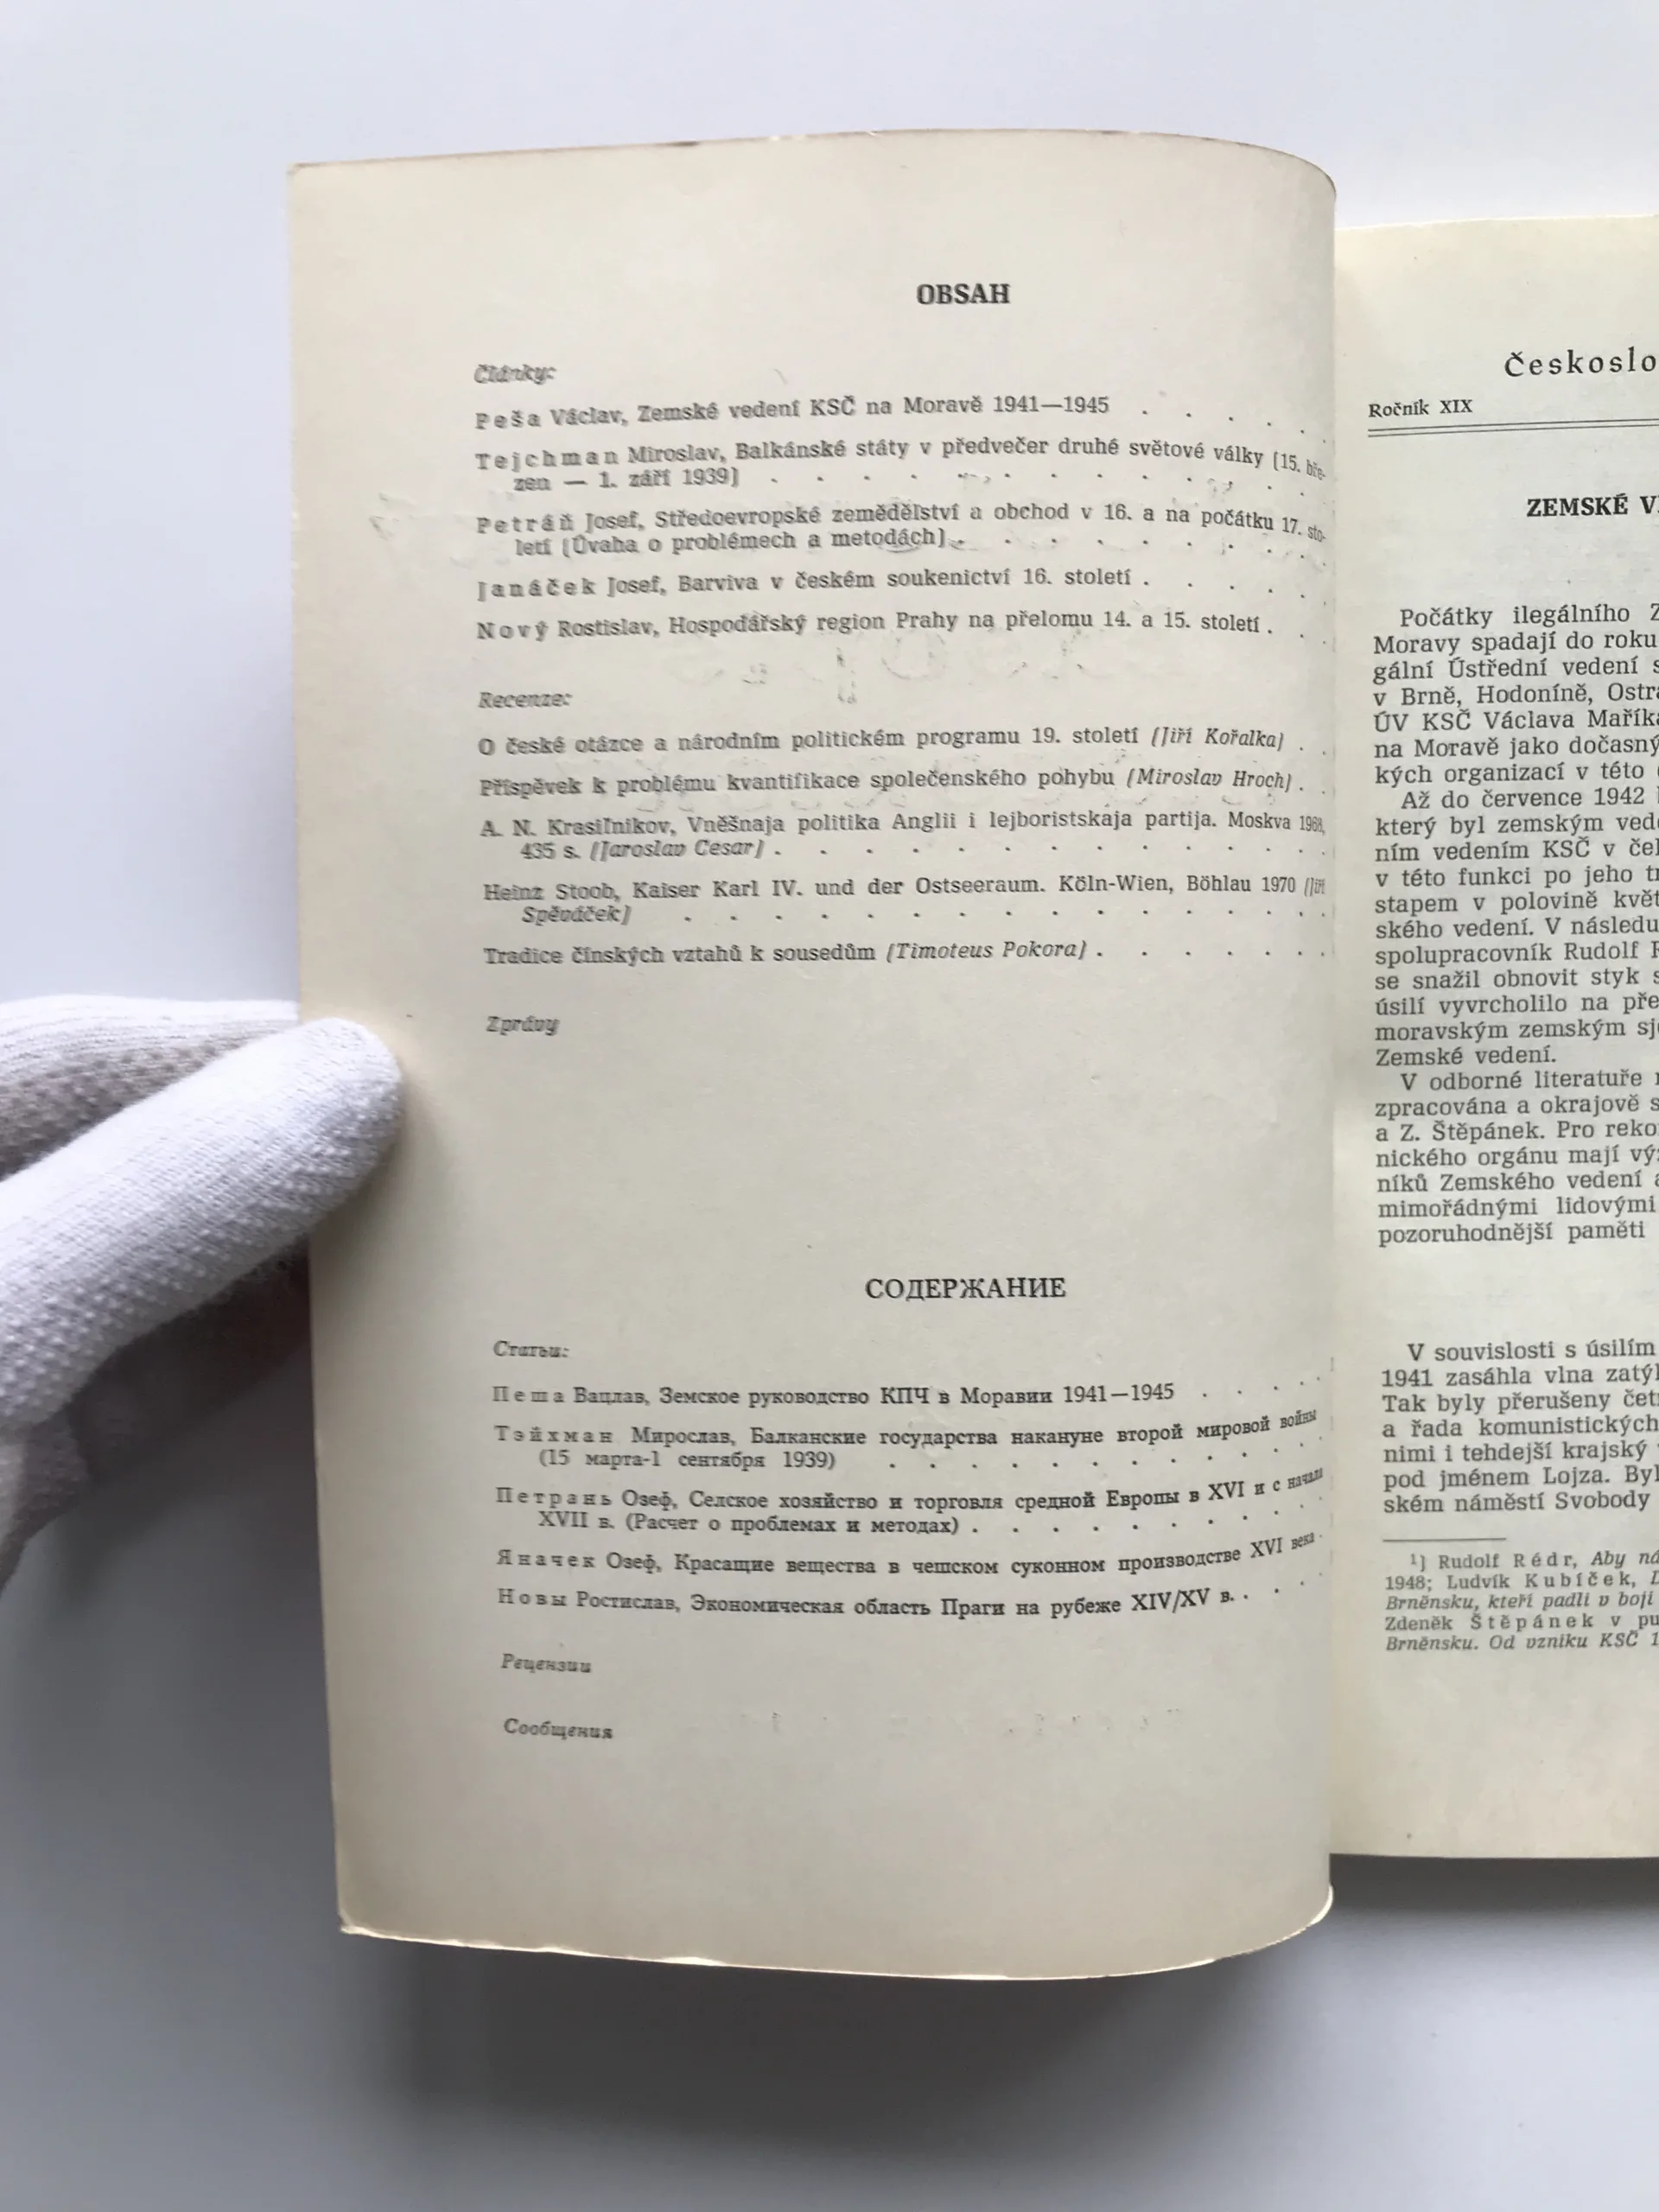 OBSAH
Články:
Peša Václav, Zemské vedení KSČ na Moravě 1941—1945 . . . . .
Tejchman Miroslav, Balkánské státy v předvečer druhé světové války (15. bře-
zen — 1. září 1939) . . . . . . . . . . .
Petráň Josef, Středoevropské zemědělství a obchod v 16. a na počátku 17. sto-
letí (Úvaha o problémech a metodách) . . . . . . . . .
Janáček Josef, Barviva v českém soukenictví 16. století . . . . .
Nový Rostislav, Hospodářský region Prahy na přelomu 14. a 15. století . . .
Recenze:
O české otázce a národním politickém programu 19. století (Jiří Kořalka) . .
Příspěvek k problému kvantifikace společenského pohybu (Miroslav Hroch) . .
A. N. Krasiľnikov, Vněšnaja politika Anglii i lejboristskaja partija. Moskva 1968,
435 s. (Jaroslav Cesar) . . . . . . . . . . . . .
Heinz Stoob, Kaiser Karl IV. und der Ostseeraum. Köln-Wien, Böhlau 1970 (Jiří
Spěváček) . . . . . . . . . . . . . . .
Tradice čínských vztahů k sousedům (Timoteus Pokora) . . . . . .
Zprávy
СОДЕРЖАНИЕ
Статьи:
Пеша Вацлав, Земское руководство КПЧ в Моравии 1941—1945 . . . .
Тэйхман Мирослав, Балканские государства накануне второй мировой войны
(15 марта-1 сентября 1939) . . . . . . . . . . .
Петрань Озеф, Селское хозяйство и торговля средной Европы в XVI и с начала
XVII в. (Расчет о проблемах и методах) . . . . . . . . .
Яначек Озеф, Красащие вещества в чешском суконном производстве XVI века .
Новы Ростислав, Экономическая область Праги на рубеже XIV/XV в. . . .
Рецензии
Сообщения
Českoslo
Ročník XIX
ZEMSKÉ V
Počátky ilegálního Z
Moravy spadají do roku
gální Ústřední vedení s
v Brně, Hodoníně, Ostra
ÚV KSČ Václava Maříka
na Moravě jako dočasný
kých organizací v této
Až do července 1942
který byl zemským vede
ním vedením KSČ v čel
v této funkci po jeho tr
stapem v polovině květ
ského vedení. V následu
spolupracovník Rudolf R
se snažil obnovit styk s
úsilí vyvrcholilo na pře
moravským zemským sje
Zemské vedení.
V odborné literatuře
zpracována a okrajově s
a Z. Štěpánek. Pro reko
nického orgánu mají výz
níků Zemského vedení a
mimořádnými lidovými
pozoruhodnější paměti
V souvislosti s úsilím
1941 zasáhla vlna zatýk
Tak byly přerušeny čet
a řada komunistických
nimi i tehdejší krajský
pod jménem Lojza. Byl
ském náměstí Svobody
¹) Rudolf Rédr, Aby ná
1948; Ludvík Kubíček,
Brněnsku, kteří padli v boji
Zdeněk Štěpánek v pu
Brněnsku. Od vzniku KSČ 1